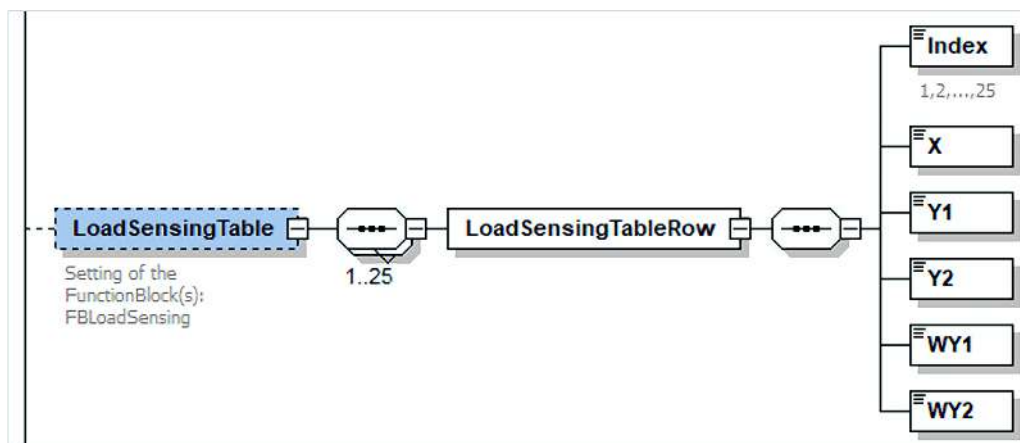 Index
1,2,...,25
X
Y1
LoadSensingTable
LoadSensingTableRow
1..25
Setting of the
FunctionBlock(s):
FBLoadSensing
Y2
WY1
WY2